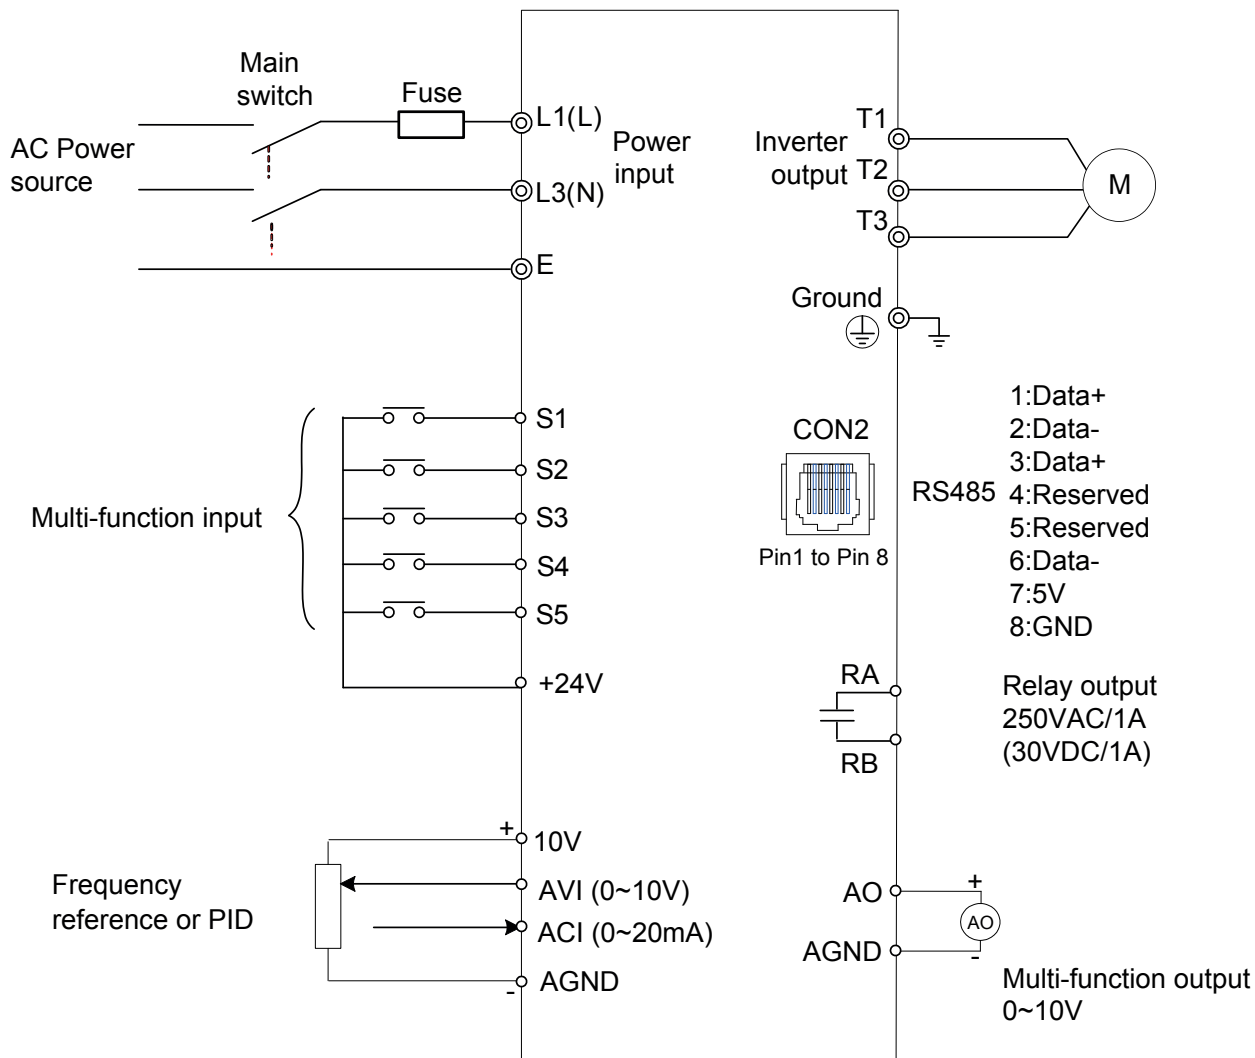 Main
switch
Fuse
AC Power
source
L1(L)
L3(N)
E
Power
input
Inverter
output
T1
T2
T3
M
Ground
Multi-function input
S1
S2
S3
S4
S5
+24V
CON2
Pin1 to Pin 8
RS485
1:Data+
2:Data-
3:Data+
4:Reserved
5:Reserved
6:Data-
7:5V
8:GND
RA
RB
Relay output
250VAC/1A
(30VDC/1A)
Frequency
reference or PID
+
10V
AVI (0~10V)
ACI (0~20mA)
-
AGND
AO
AGND
+
AO
-
Multi-function output
0~10V